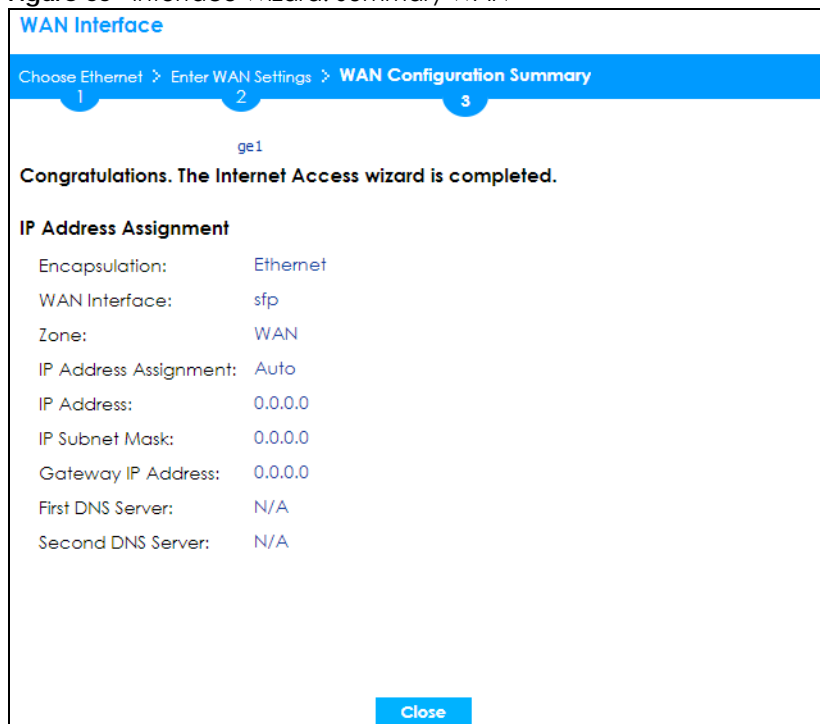 WAN Interface
Choose Ethernet > Enter WAN Settings > WAN Configuration Summary
1 2 3
ge1
Congratulations. The Internet Access wizard is completed.
IP Address Assignment
Encapsulation: Ethernet
WAN Interface: sfp
Zone: WAN
IP Address Assignment: Auto
IP Address: 0.0.0.0
IP Subnet Mask: 0.0.0.0
Gateway IP Address: 0.0.0.0
First DNS Server: N/A
Second DNS Server: N/A
Close